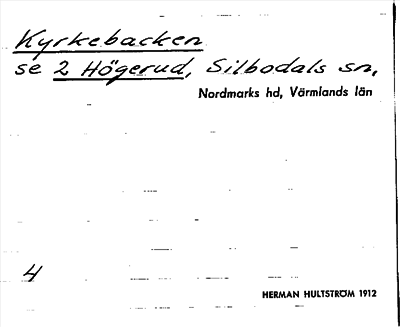 Kyrkebacken
se 2 Högerud, Silbodals sn,
Nordmarks hd, Värmlands län
4
HERMAN HULTSTRÖM 1912